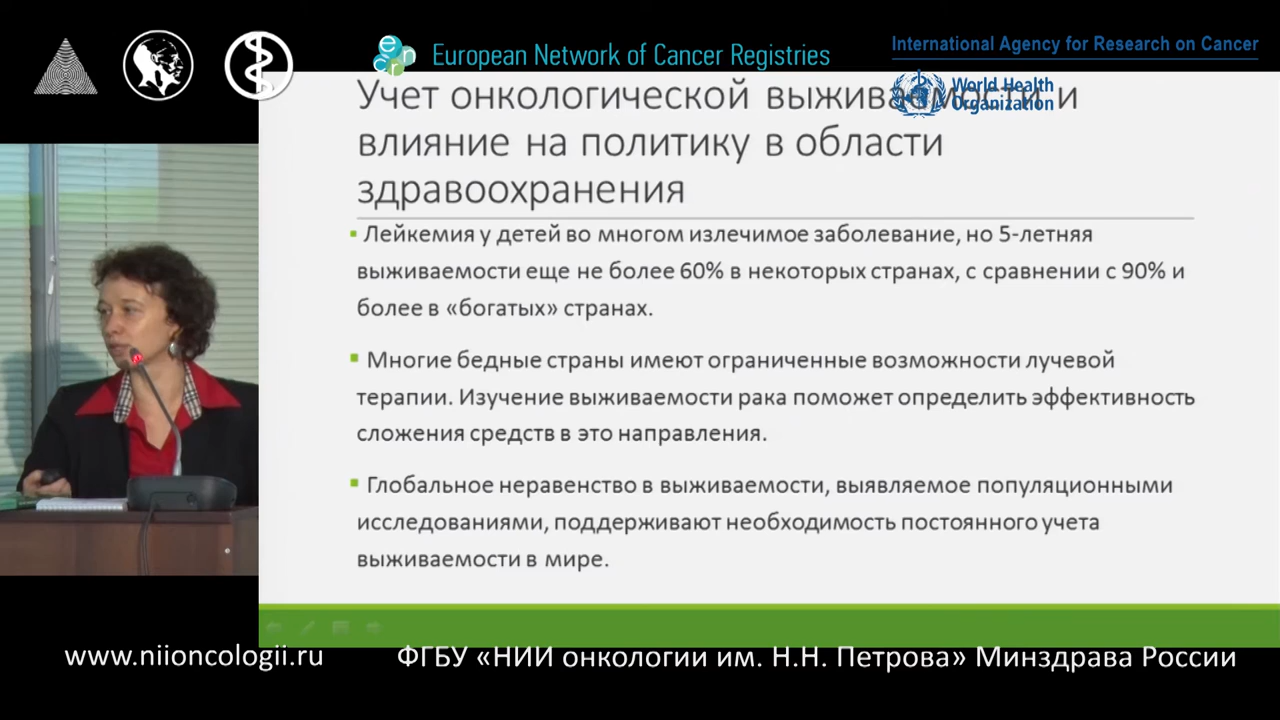 European Network of Cancer Registries
International Agency for Research on Cancer
World Health
Organization
Учет онкологической выживаемости и
влияние на политику в области
здравоохранения
Лейкемия у детей во многом излечимое заболевание, но 5-летняя
выживаемости еще не более 60% в некоторых странах, с сравнении с 90% и
более в «богатых» странах.
Многие бедные страны имеют ограниченные возможности лучевой
терапии. Изучение выживаемости рака поможет определить эффективность
сложения средств в это направления.
Глобальное неравенство в выживаемости, выявляемое популяционными
исследованиями, поддерживают необходимость постоянного учета
выживаемости в мире.
www.niioncologii.ru
ФГБУ «НИИ онкологии им. Н.Н. Петрова» Минздрава России